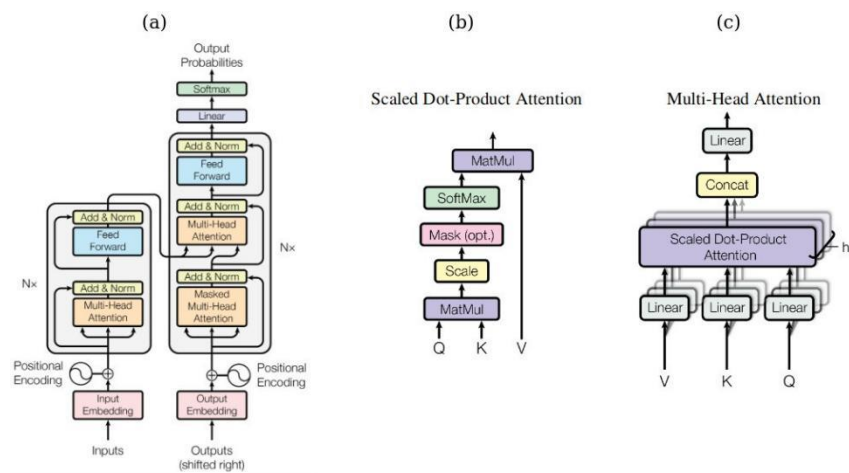 (a)
Output
Probabilities
Softmax
Linear
Add & Norm
Feed
Forward
Add & Norm
Multi-Head
Attention
Add & Norm
Masked
Multi-Head
Attention
N×
Add & Norm
Feed
Forward
N×
Add & Norm
Multi-Head
Attention
Positional
Encoding
Positional
Encoding
Input
Embedding
Output
Embedding
Inputs
Outputs
(shifted right)
(b)
Scaled Dot-Product Attention
MatMul
SoftMax
Mask (opt.)
Scale
MatMul
Q K V
(c)
Multi-Head Attention
Linear
Concat
Scaled Dot-Product
Attention
h
Linear Linear Linear
V K Q